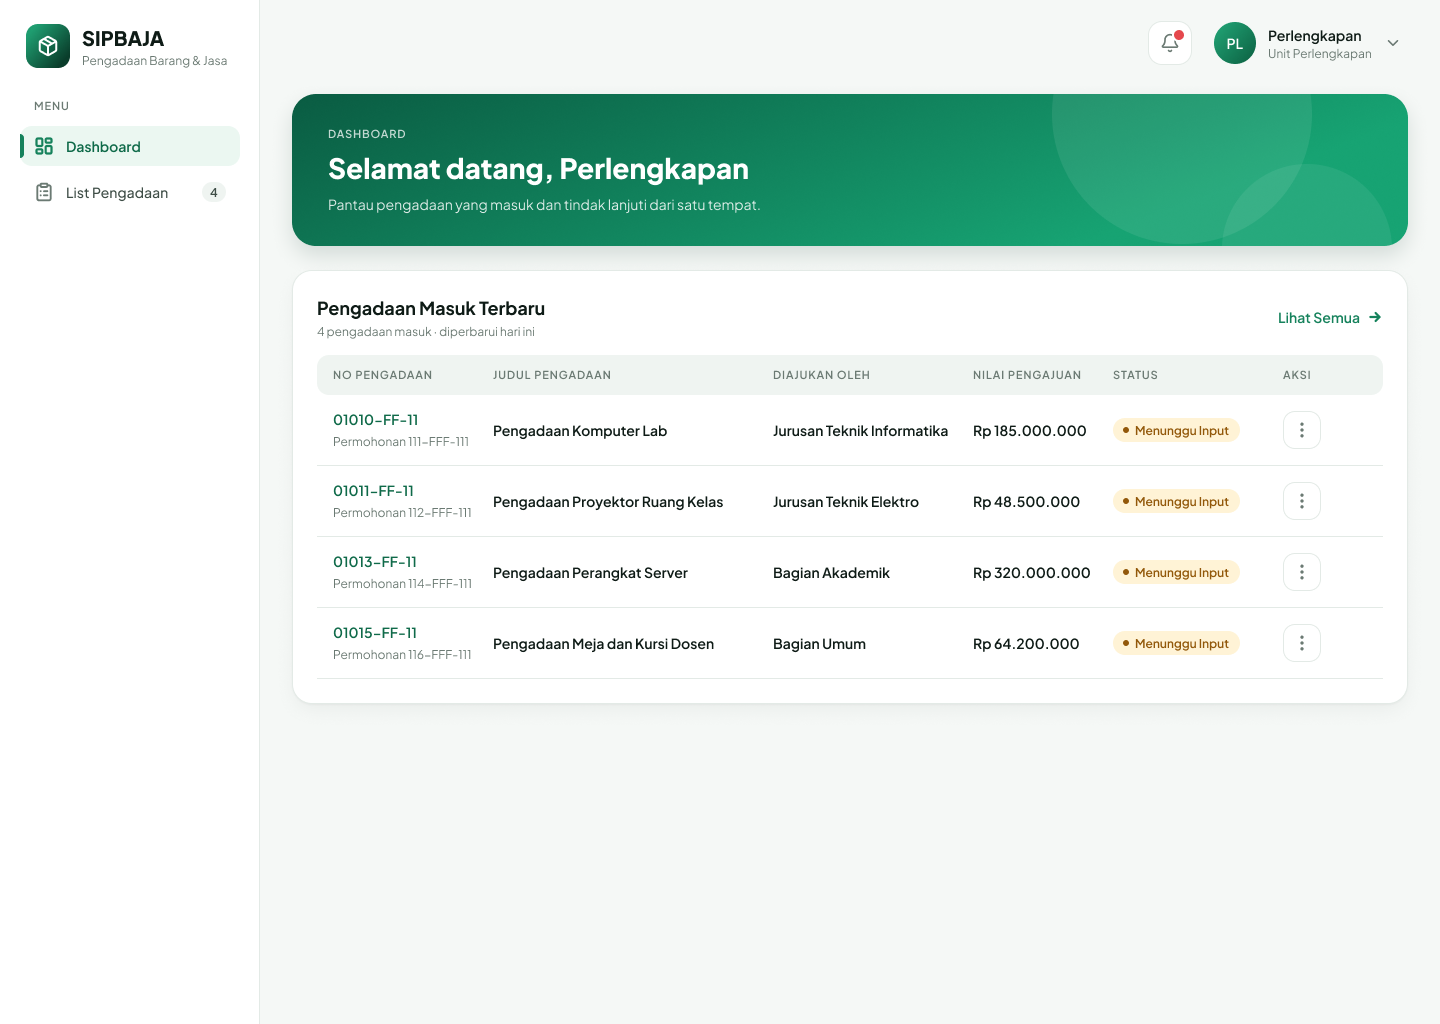 SIPBAJA
Pengadaan Barang & Jasa
MENU
Dashboard
List Pengadaan 4
PL
Perlengkapan
Unit Perlengkapan
DASHBOARD
Selamat datang, Perlengkapan
Pantau pengadaan yang masuk dan tindak lanjuti dari satu tempat.
Pengadaan Masuk Terbaru
4 pengadaan masuk · diperbarui hari ini
Lihat Semua
NO PENGADAAN JUDUL PENGADAAN DIAJUKAN OLEH NILAI PENGAJUAN STATUS AKSI
01010-FF-11
Permohonan 111-FFF-111
Pengadaan Komputer Lab Jurusan Teknik Informatika Rp 185.000.000 Menunggu Input
01011-FF-11
Permohonan 112-FFF-111
Pengadaan Proyektor Ruang Kelas Jurusan Teknik Elektro Rp 48.500.000 Menunggu Input
01013-FF-11
Permohonan 114-FFF-111
Pengadaan Perangkat Server Bagian Akademik Rp 320.000.000 Menunggu Input
01015-FF-11
Permohonan 116-FFF-111
Pengadaan Meja dan Kursi Dosen Bagian Umum Rp 64.200.000 Menunggu Input